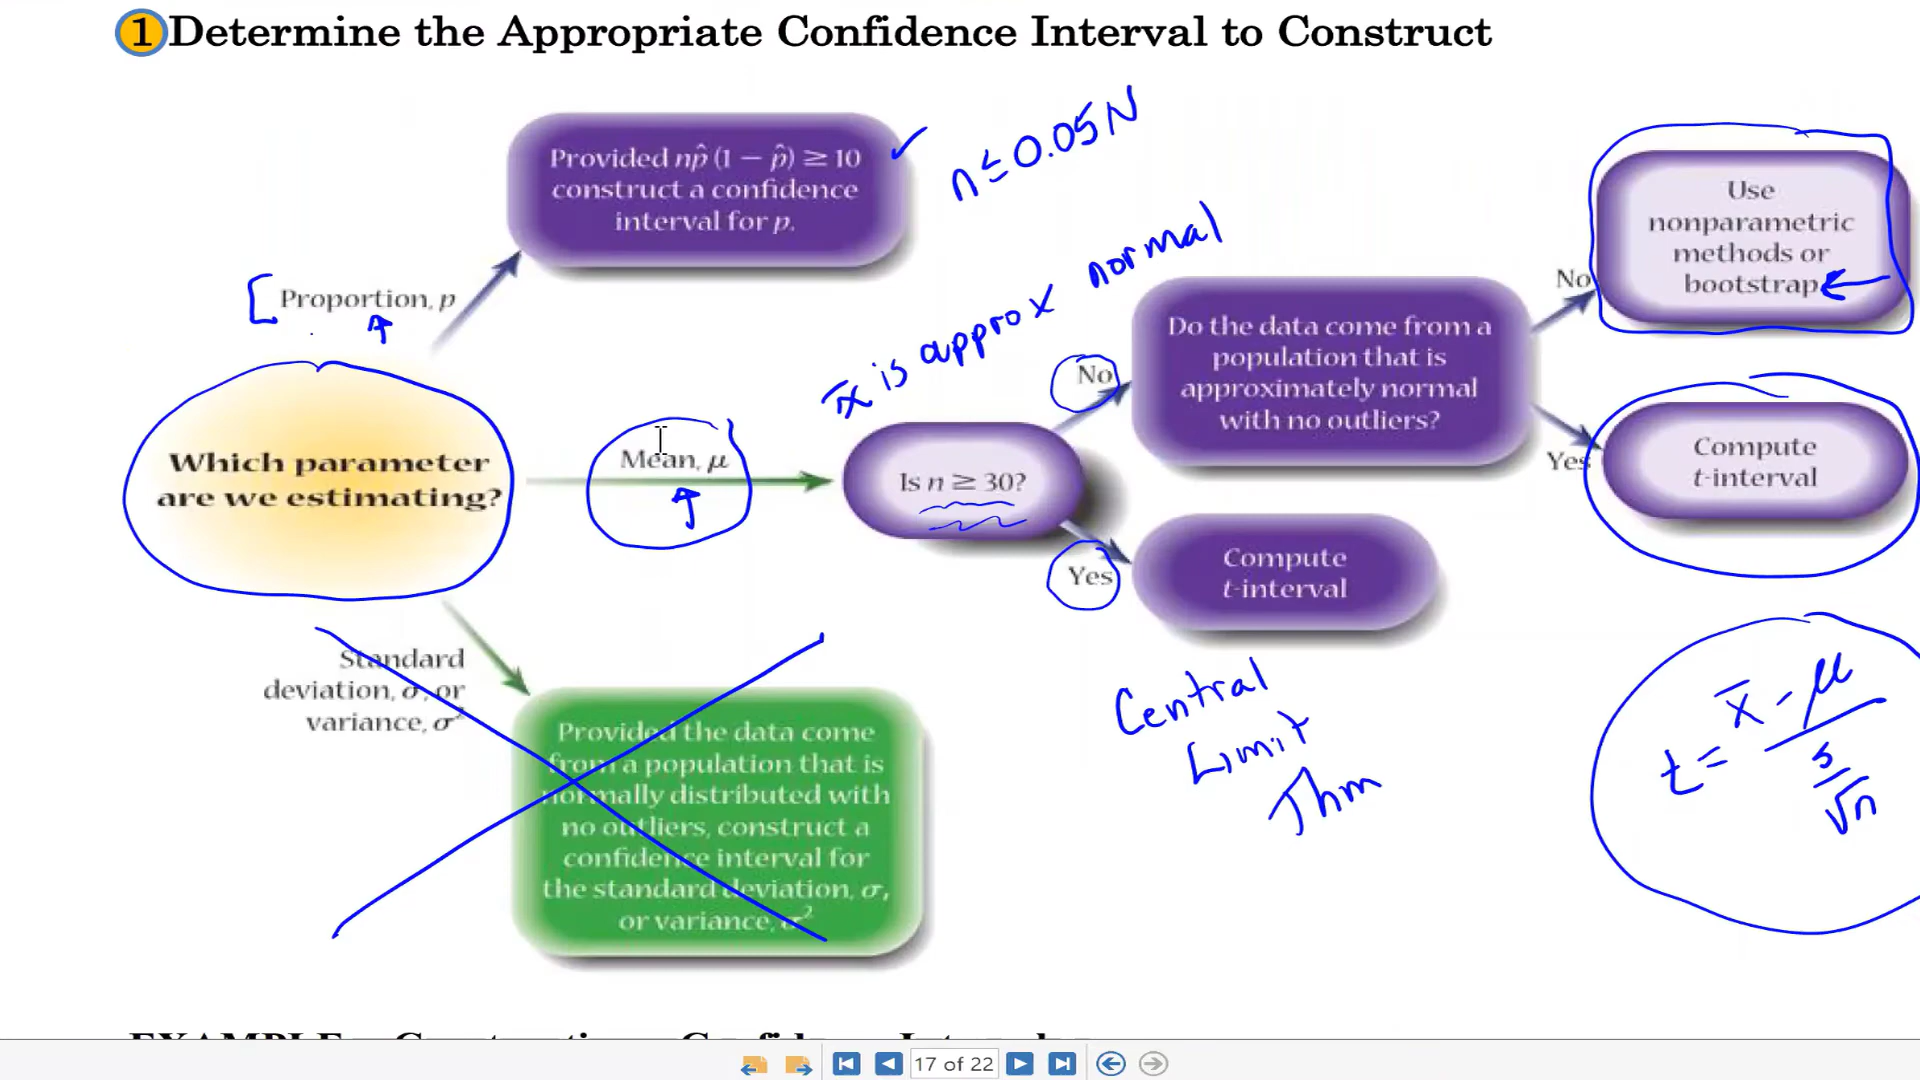 1 Determine the Appropriate Confidence Interval to Construct
Provided np̂ (1 − p̂) ≥ 10
construct a confidence
interval for p.
n ≤ 0.05N
Proportion, p
x̄ is approx normal
Use
nonparametric
methods or
bootstrap
No
Do the data come from a
population that is
approximately normal
with no outliers?
No
Yes
Compute
t-interval
Which parameter
are we estimating?
Mean, μ
Is n ≥ 30?
Yes
Compute
t-interval
Central
Limit
Thm
t = x̄ - μ
s
√n
Standard
deviation, σ, or
variance, σ²
Provided the data come
from a population that is
normally distributed with
no outliers, construct a
confidence interval for
the standard deviation, σ,
or variance, σ²
17 of 22